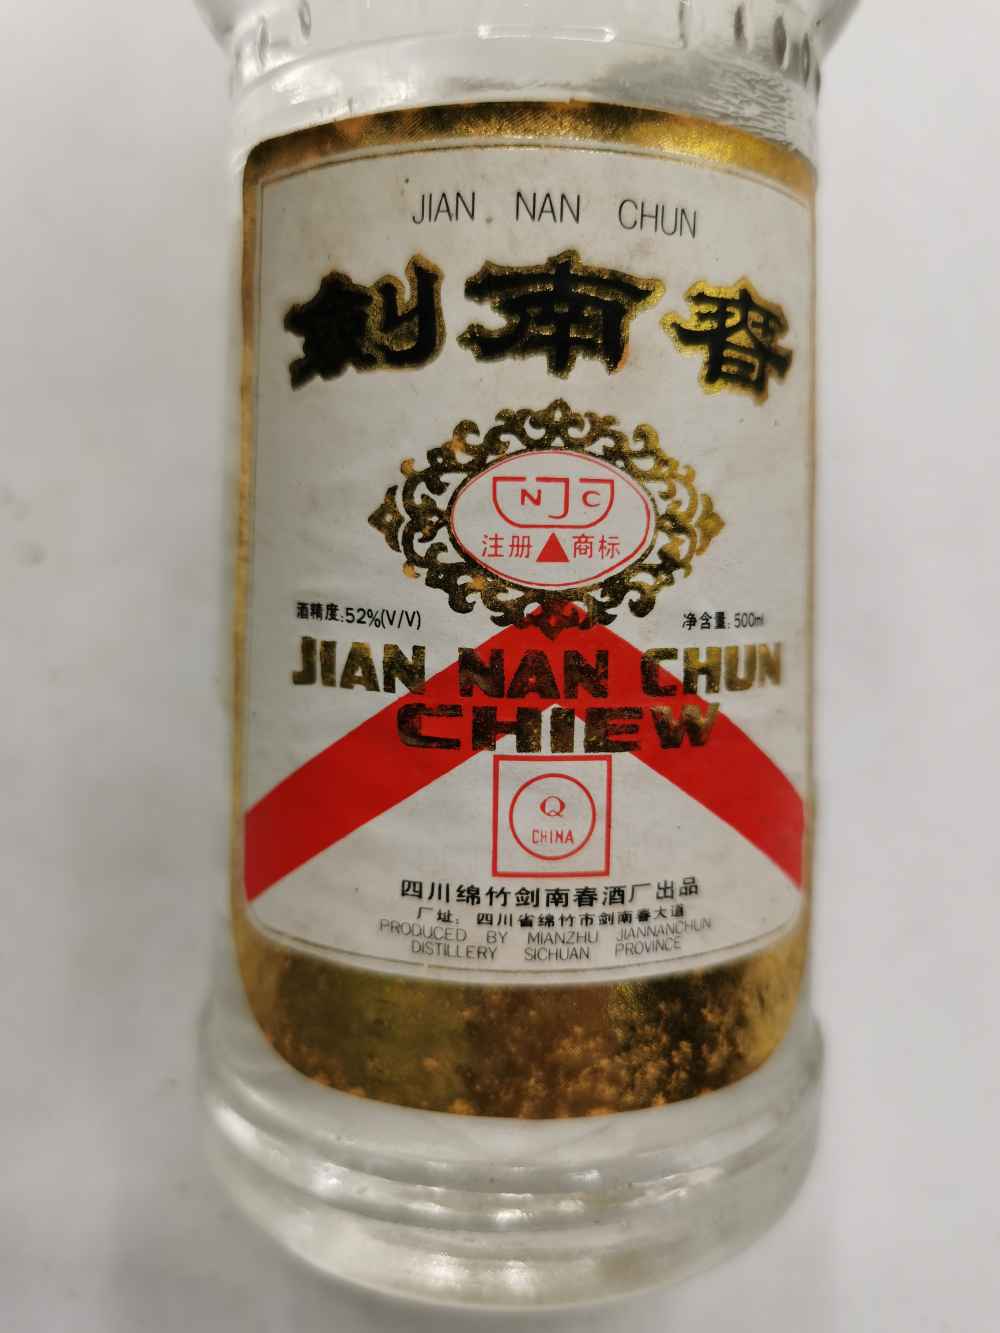 JIAN NAN CHUN
劍南春
NJC
注册 商标
酒精度:52%(V/V) 净含量:500ml
JIAN NAN CHUN
CHIEW
Q
CHINA
四川绵竹剑南春酒厂出品
厂址:四川省绵竹市剑南春大道
PRODUCED BY MIANZHU JIANNANCHUN
DISTILLERY SICHUAN PROVINCE